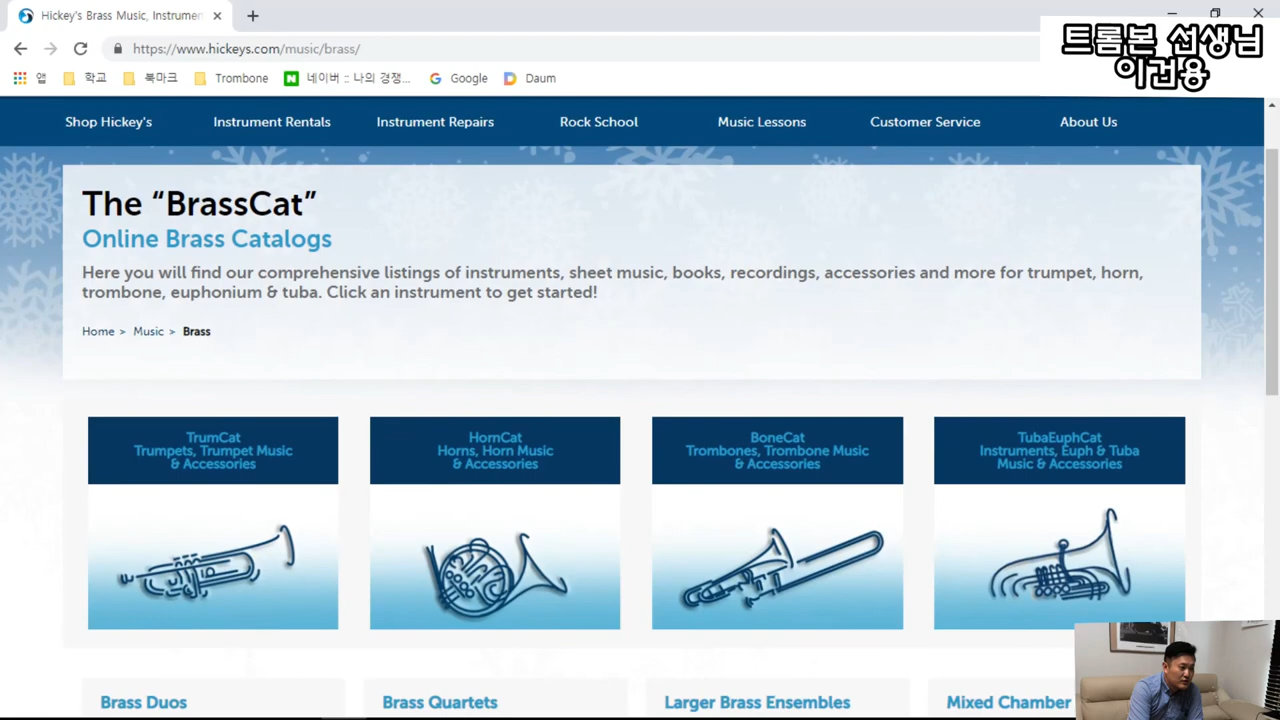 Hickey's Brass Music, Instrumen
https://www.hickeys.com/music/brass/
트롬본 선생님
이건용
앱 학교 북마크 Trombone 네이버 :: 나의 경쟁... Google Daum
Shop Hickey's Instrument Rentals Instrument Repairs Rock School Music Lessons Customer Service About Us
The “BrassCat”
Online Brass Catalogs
Here you will find our comprehensive listings of instruments, sheet music, books, recordings, accessories and more for trumpet, horn,
trombone, euphonium & tuba. Click an instrument to get started!
Home > Music > Brass
TrumCat
Trumpets, Trumpet Music
& Accessories
HornCat
Horns, Horn Music
& Accessories
BoneCat
Trombones, Trombone Music
& Accessories
TubaEuphCat
Instruments, Euph & Tuba
Music & Accessories
Brass Duos Brass Quartets Larger Brass Ensembles Mixed Chamber